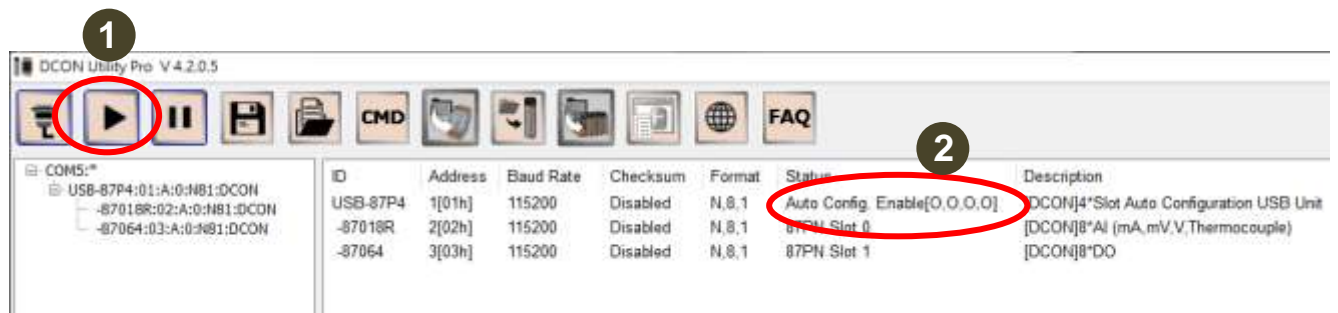 1
DCON Utility Pro V 4.2.0.5
CMD
FAQ
2
COM5:*
USB-87P4:01:A:0:N81:DCON
-87018R:02:A:0:N81:DCON
-87064:03:A:0:N81:DCON
ID Address Baud Rate Checksum Format Status Description
USB-87P4 1[01h] 115200 Disabled N,8,1 Auto Config. Enable[O,O,O,O] [DCON]4*Slot Auto Configuration USB Unit
-87018R 2[02h] 115200 Disabled N,8,1 87PN Slot 0 [DCON]8*AI (mA,mV,V,Thermocouple)
-87064 3[03h] 115200 Disabled N,8,1 87PN Slot 1 [DCON]8*DO